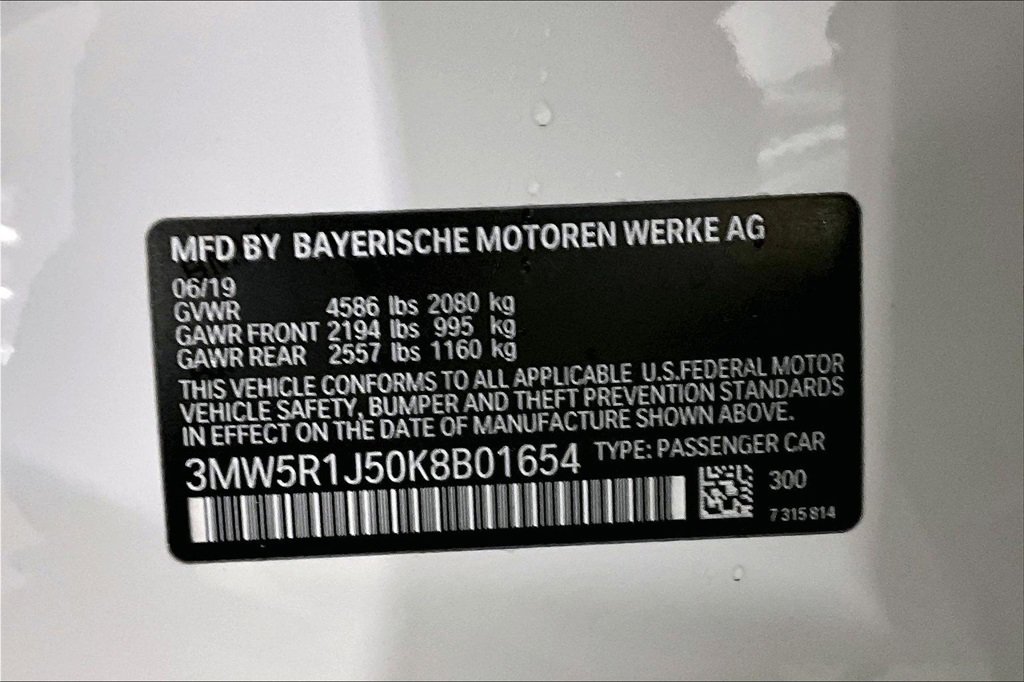 MFD BY BAYERISCHE MOTOREN WERKE AG
06/19
GVWR 4586 lbs 2080 kg
GAWR FRONT 2194 lbs 995 kg
GAWR REAR 2557 lbs 1160 kg
THIS VEHICLE CONFORMS TO ALL APPLICABLE U.S.FEDERAL MOTOR
VEHICLE SAFETY, BUMPER AND THEFT PREVENTION STANDARDS
IN EFFECT ON THE DATE OF MANUFACTURE SHOWN ABOVE.
3MW5R1J50K8B01654 TYPE: PASSENGER CAR
300
7 315 814